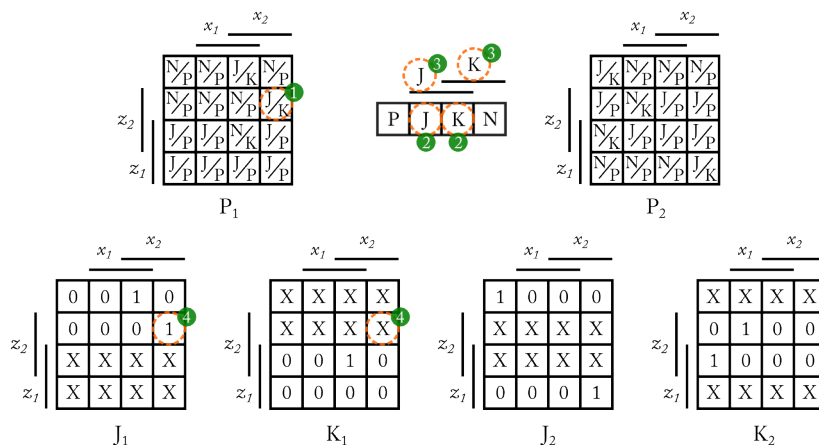 x1 x2
z2
z1
N/P N/P J/K N/P
N/P N/P N/P J/K 1
J/P J/P N/K J/P
J/P J/P J/P J/P
P1
J 3 K 3
P J K N
2 2
x1 x2
z2
z1
J/K N/P N/P N/P
J/P N/K J/P J/P
N/K J/P J/P J/P
N/P N/P N/P J/K
P2
x1 x2
z2
z1
0 0 1 0
0 0 0 1 4
X X X X
X X X X
J1
x1 x2
z2
z1
X X X X
X X X X 4
0 0 1 0
0 0 0 0
K1
x1 x2
z2
z1
1 0 0 0
X X X X
X X X X
0 0 0 1
J2
x1 x2
z2
z1
X X X X
0 1 0 0
1 0 0 0
X X X X
K2